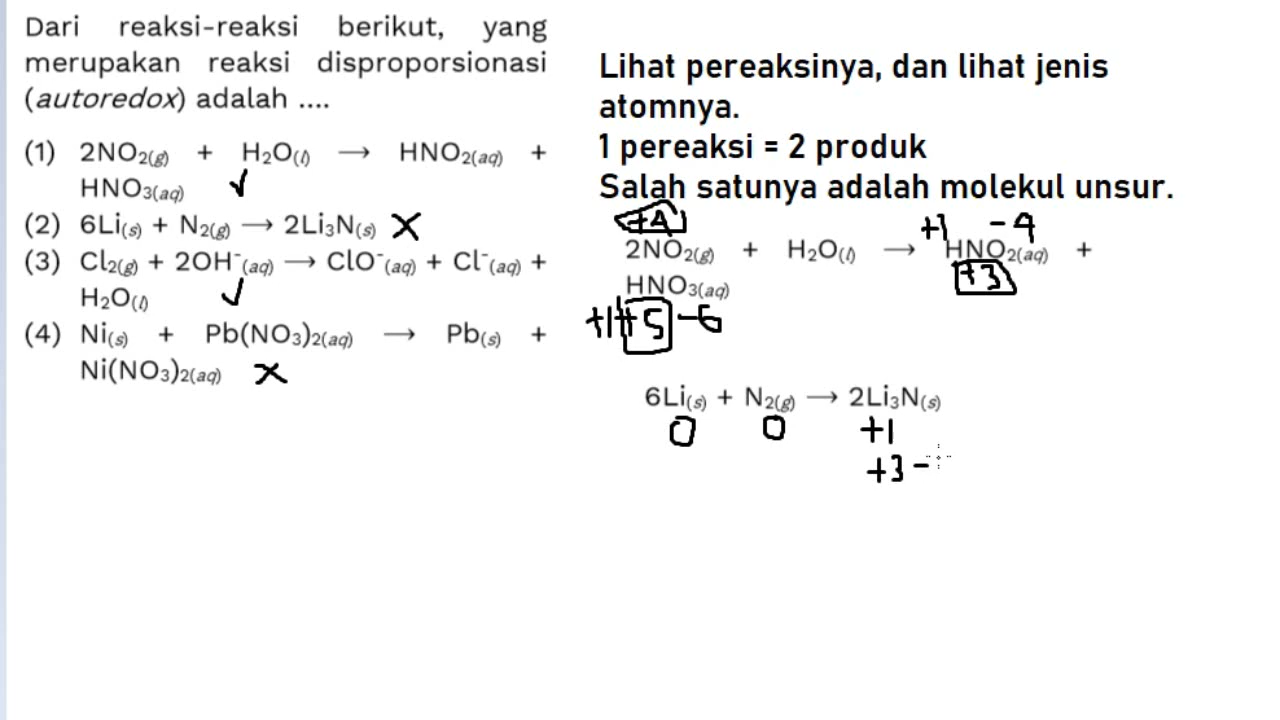 Dari reaksi-reaksi berikut, yang
merupakan reaksi disproporsionasi
(autoredox) adalah ....
(1) 2NO₂(g) + H₂O(l) ⟶ HNO₂(aq) +
HNO₃(aq) ✓
(2) 6Li(s) + N₂(g) ⟶ 2Li₃N(s) X
(3) Cl₂(g) + 2OH⁻(aq) ⟶ ClO⁻(aq) + Cl⁻(aq) +
H₂O(l) ✓
(4) Ni(s) + Pb(NO₃)₂(aq) ⟶ Pb(s) +
Ni(NO₃)₂(aq) X
Lihat pereaksinya, dan lihat jenis
atomnya.
1 pereaksi = 2 produk
Salah satunya adalah molekul unsur.
+4 +1 -4
2NO₂(g) + H₂O(l) ⟶ HNO₂(aq) +
+3
HNO₃(aq)
+1 +5 -6
6Li(s) + N₂(g) ⟶ 2Li₃N(s)
0 0 +1
+3 -